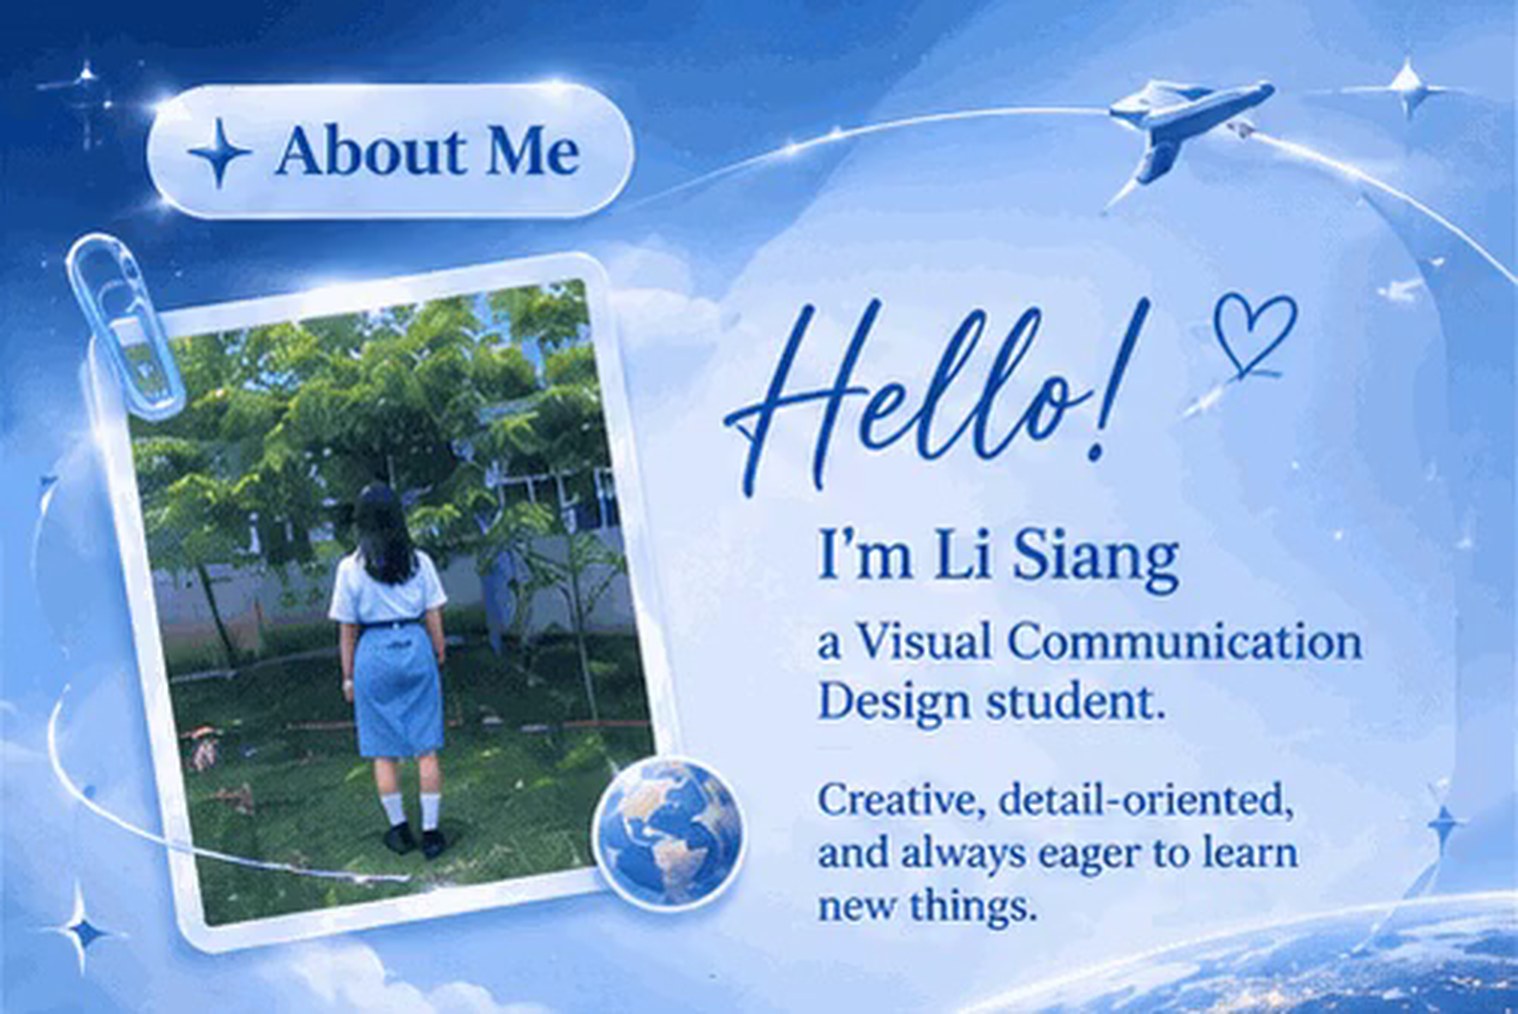 About Me
Hello!
I'm Li Siang
a Visual Communication
Design student.
Creative, detail-oriented,
and always eager to learn
new things.